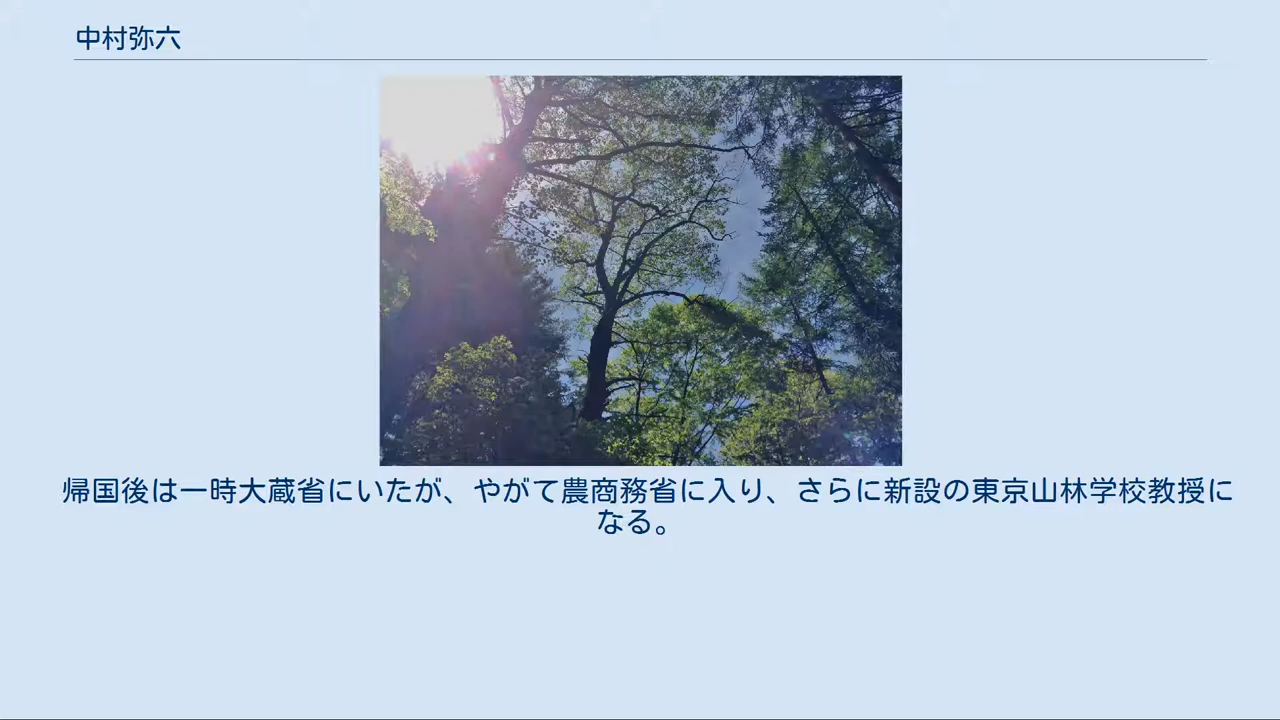 中村弥六
帰国後は一時大蔵省にいたが、やがて農商務省に入り、さらに新設の東京山林学校教授に
なる。